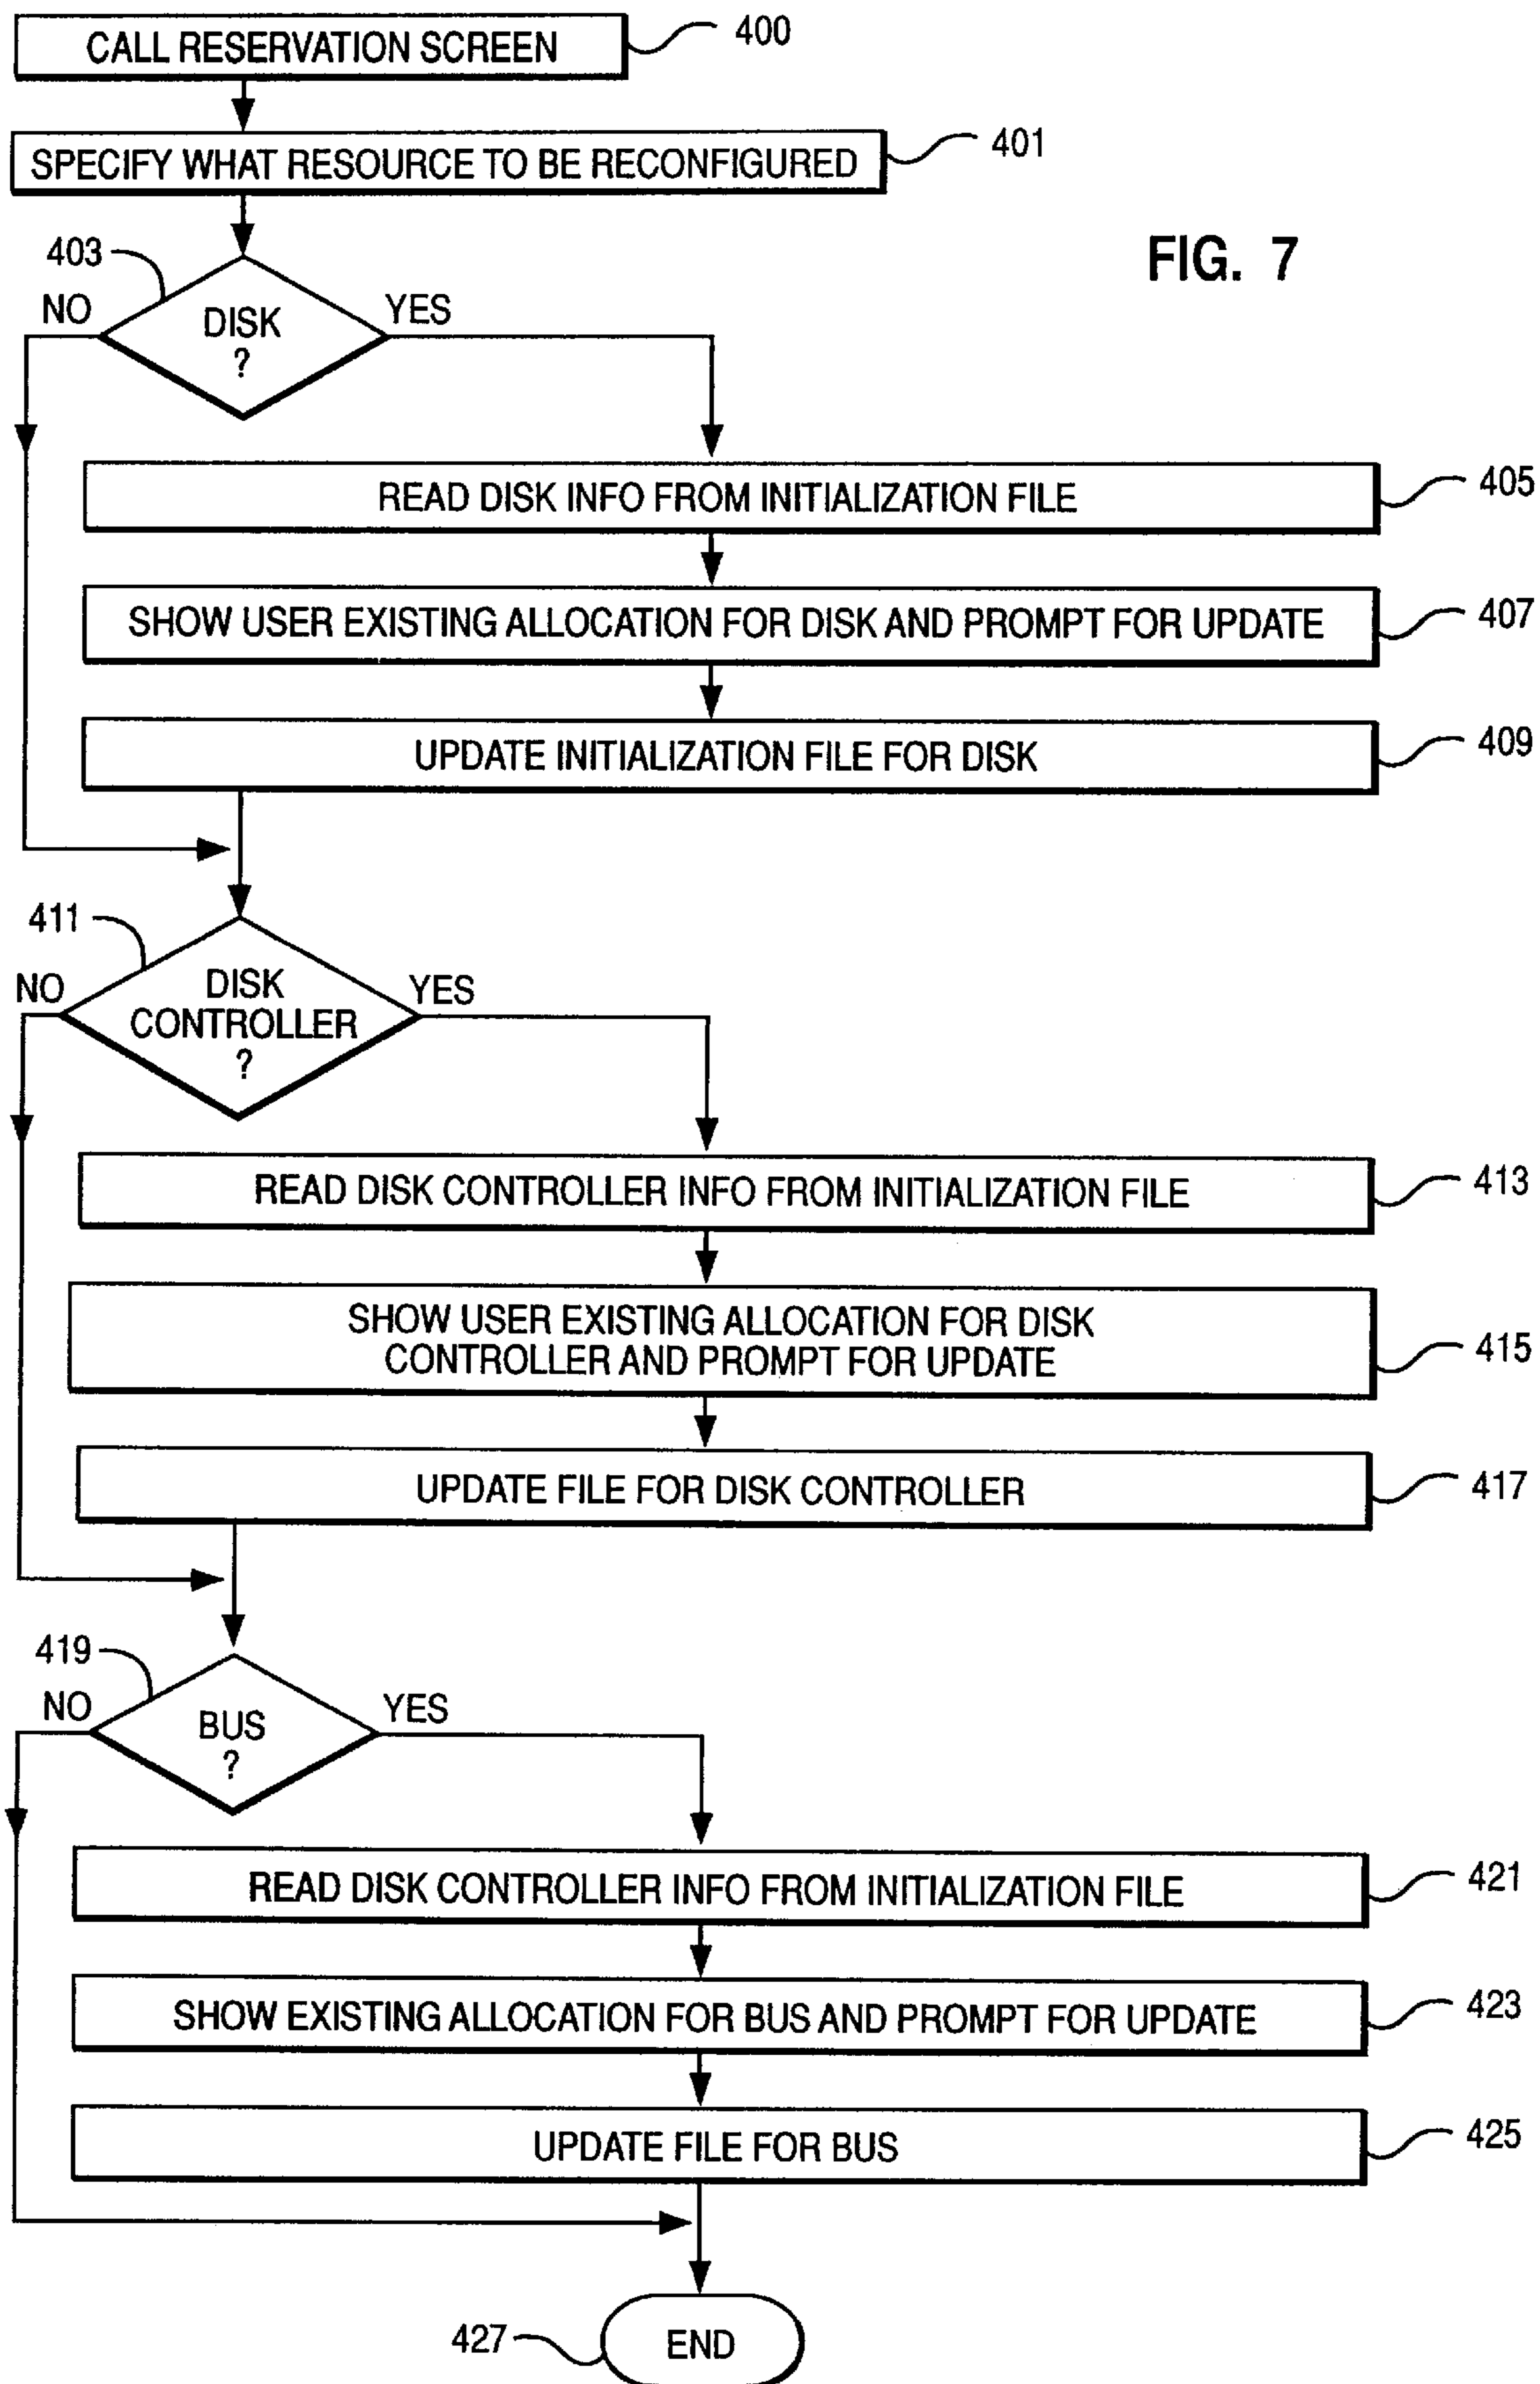 CALL RESERVATION SCREEN
400
SPECIFY WHAT RESOURCE TO BE RECONFIGURED
401
FIG. 7
403
NO
DISK
?
YES
READ DISK INFO FROM INITIALIZATION FILE
405
SHOW USER EXISTING ALLOCATION FOR DISK AND PROMPT FOR UPDATE
407
UPDATE INITIALIZATION FILE FOR DISK
409
411
NO
DISK
CONTROLLER
?
YES
READ DISK CONTROLLER INFO FROM INITIALIZATION FILE
413
SHOW USER EXISTING ALLOCATION FOR DISK
CONTROLLER AND PROMPT FOR UPDATE
415
UPDATE FILE FOR DISK CONTROLLER
417
419
NO
BUS
?
YES
READ DISK CONTROLLER INFO FROM INITIALIZATION FILE
421
SHOW EXISTING ALLOCATION FOR BUS AND PROMPT FOR UPDATE
423
UPDATE FILE FOR BUS
425
427
END